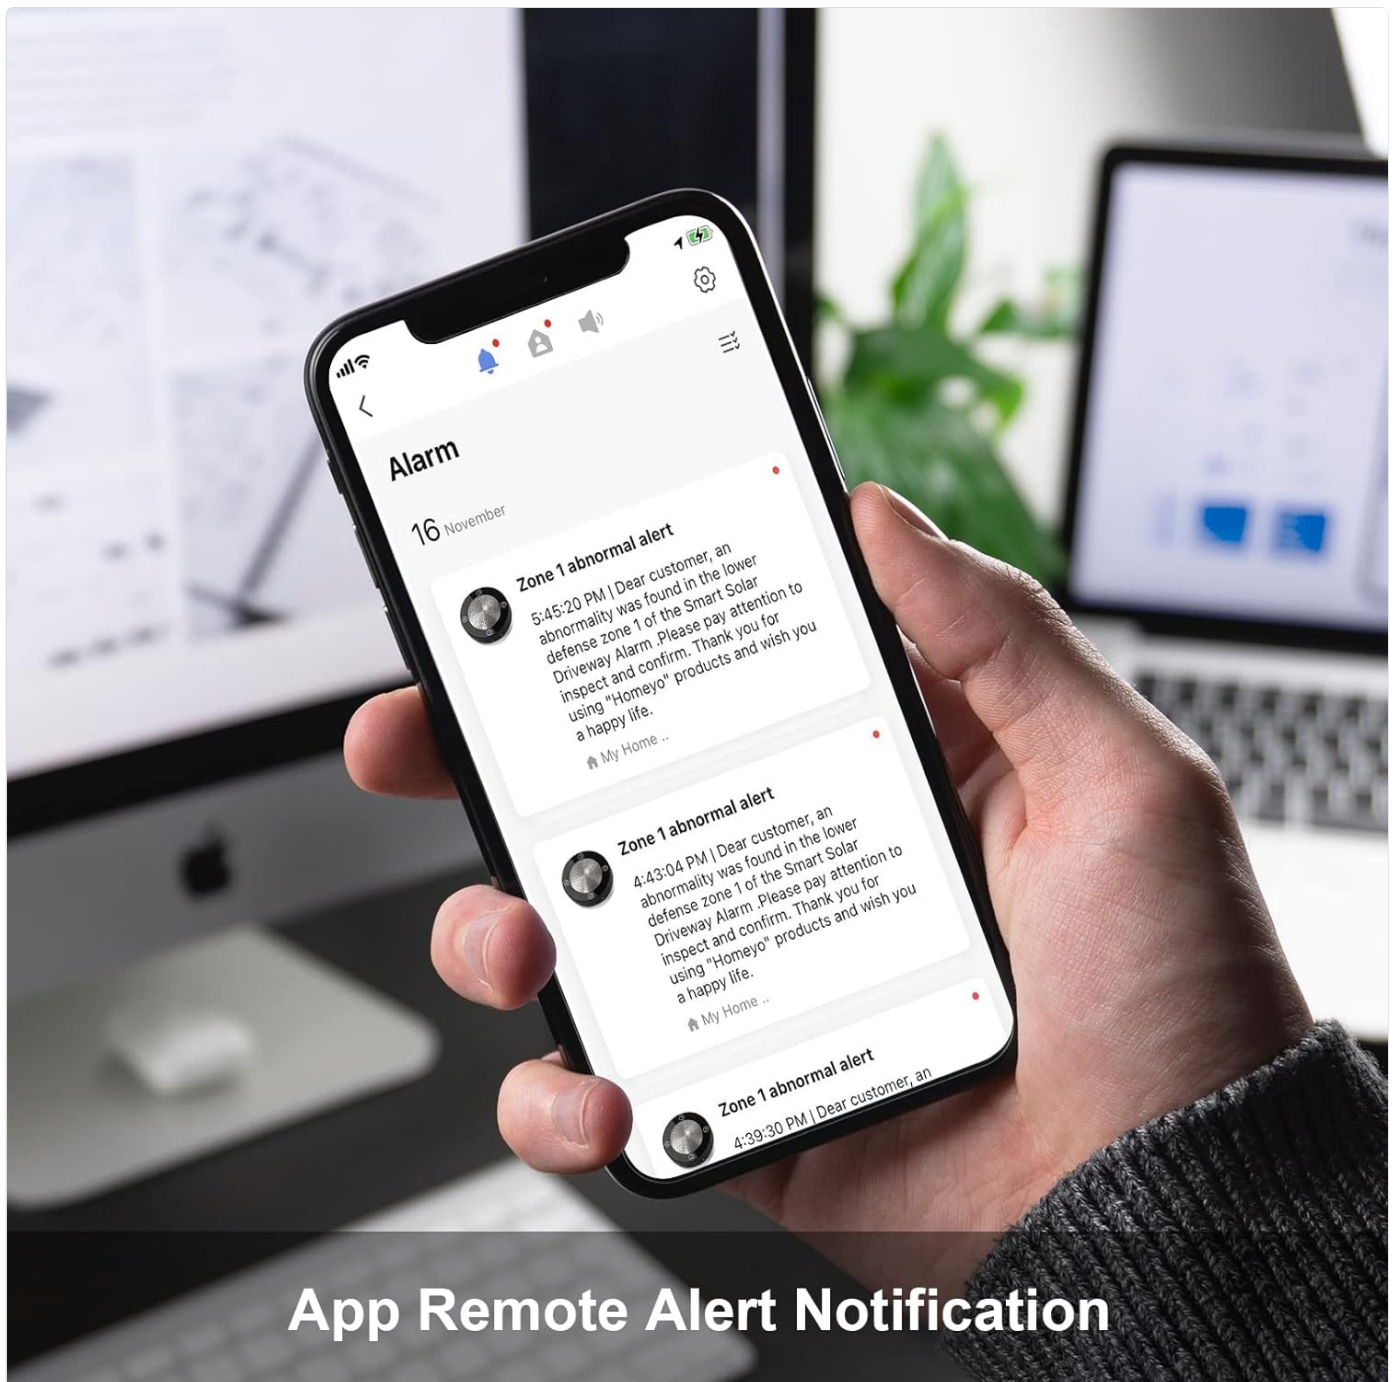 Alarm
16 November
Zone 1 abnormal alert
5:45:20 PM | Dear customer, an
abnormality was found in the lower
defense zone 1 of the Smart Solar
Driveway Alarm .Please pay attention to
inspect and confirm. Thank you for
using "Homeyo" products and wish you
a happy life.
My Home ..
Zone 1 abnormal alert
4:43:04 PM | Dear customer, an
abnormality was found in the lower
defense zone 1 of the Smart Solar
Driveway Alarm .Please pay attention to
inspect and confirm. Thank you for
using "Homeyo" products and wish you
a happy life.
My Home ..
Zone 1 abnormal alert
4:39:30 PM | Dear customer, an
App Remote Alert Notification